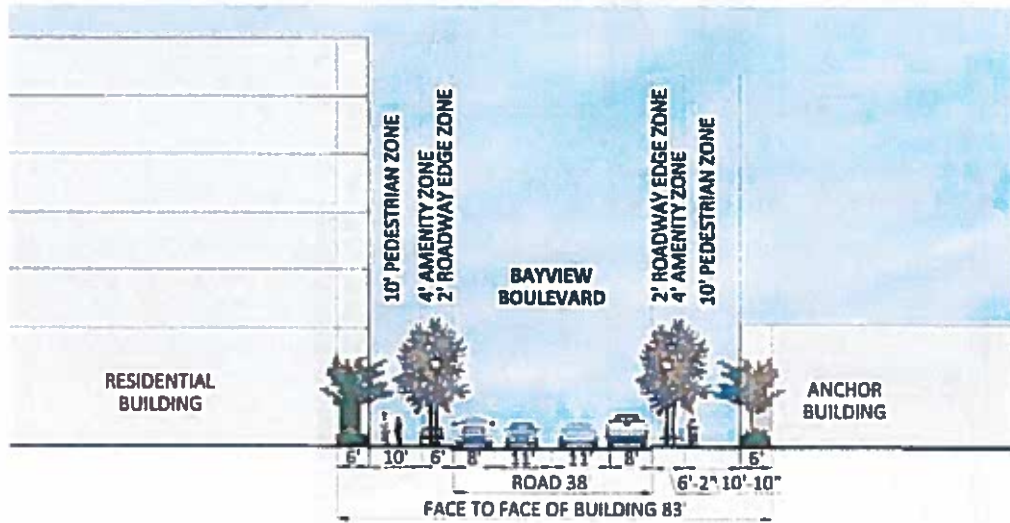 10' PEDESTRIAN ZONE
4' AMENITY ZONE
2' ROADWAY EDGE ZONE
BAYVIEW
BOULEVARD
2' ROADWAY EDGE ZONE
4' AMENITY ZONE
10' PEDESTRIAN ZONE
RESIDENTIAL
BUILDING
ANCHOR
BUILDING
6' 10' 6' 8' 11' 11' 8' 6'
ROAD 38' 6'-2" 10'-10"
FACE TO FACE OF BUILDING 83'